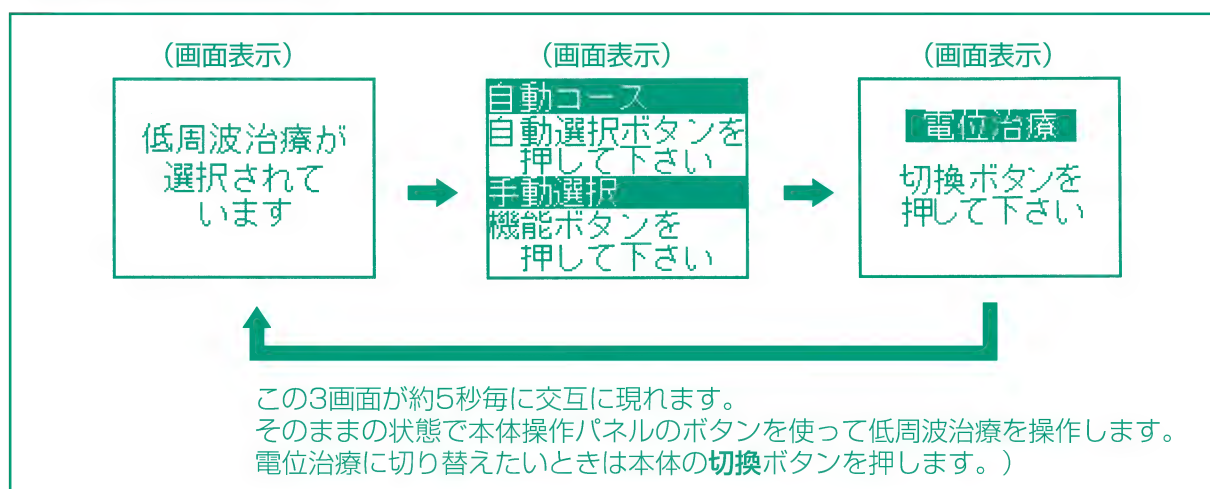 (画面表示)
低周波治療が
選択されて
います
(画面表示)
自動コース
自動選択ボタンを
押して下さい
手動選択
機能ボタンを
押して下さい
(画面表示)
電位治療
切換ボタンを
押して下さい
この3画面が約5秒毎に交互に現れます。
そのままの状態で本体操作パネルのボタンを使って低周波治療を操作します。
電位治療に切り替えたいときは本体の切換ボタンを押します。)